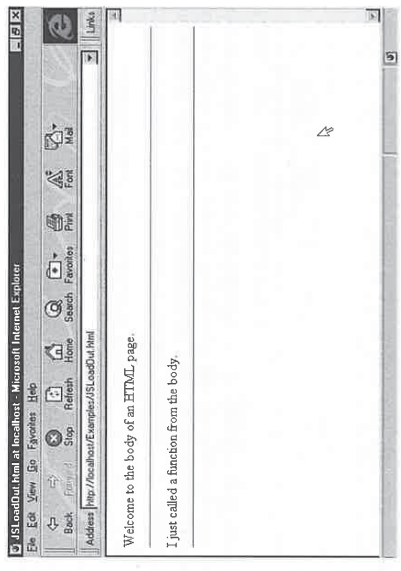 JSLoadOut.html at localhost - Microsoft Internet Explorer
File Edit View Go Favorites Help
Back Forward Stop Refresh Home Search Favorites Print Font Mail
Address http://localhost/Examples/JSLoadOut.html Links
Welcome to the body of an HTML page.
I just called a function from the body.